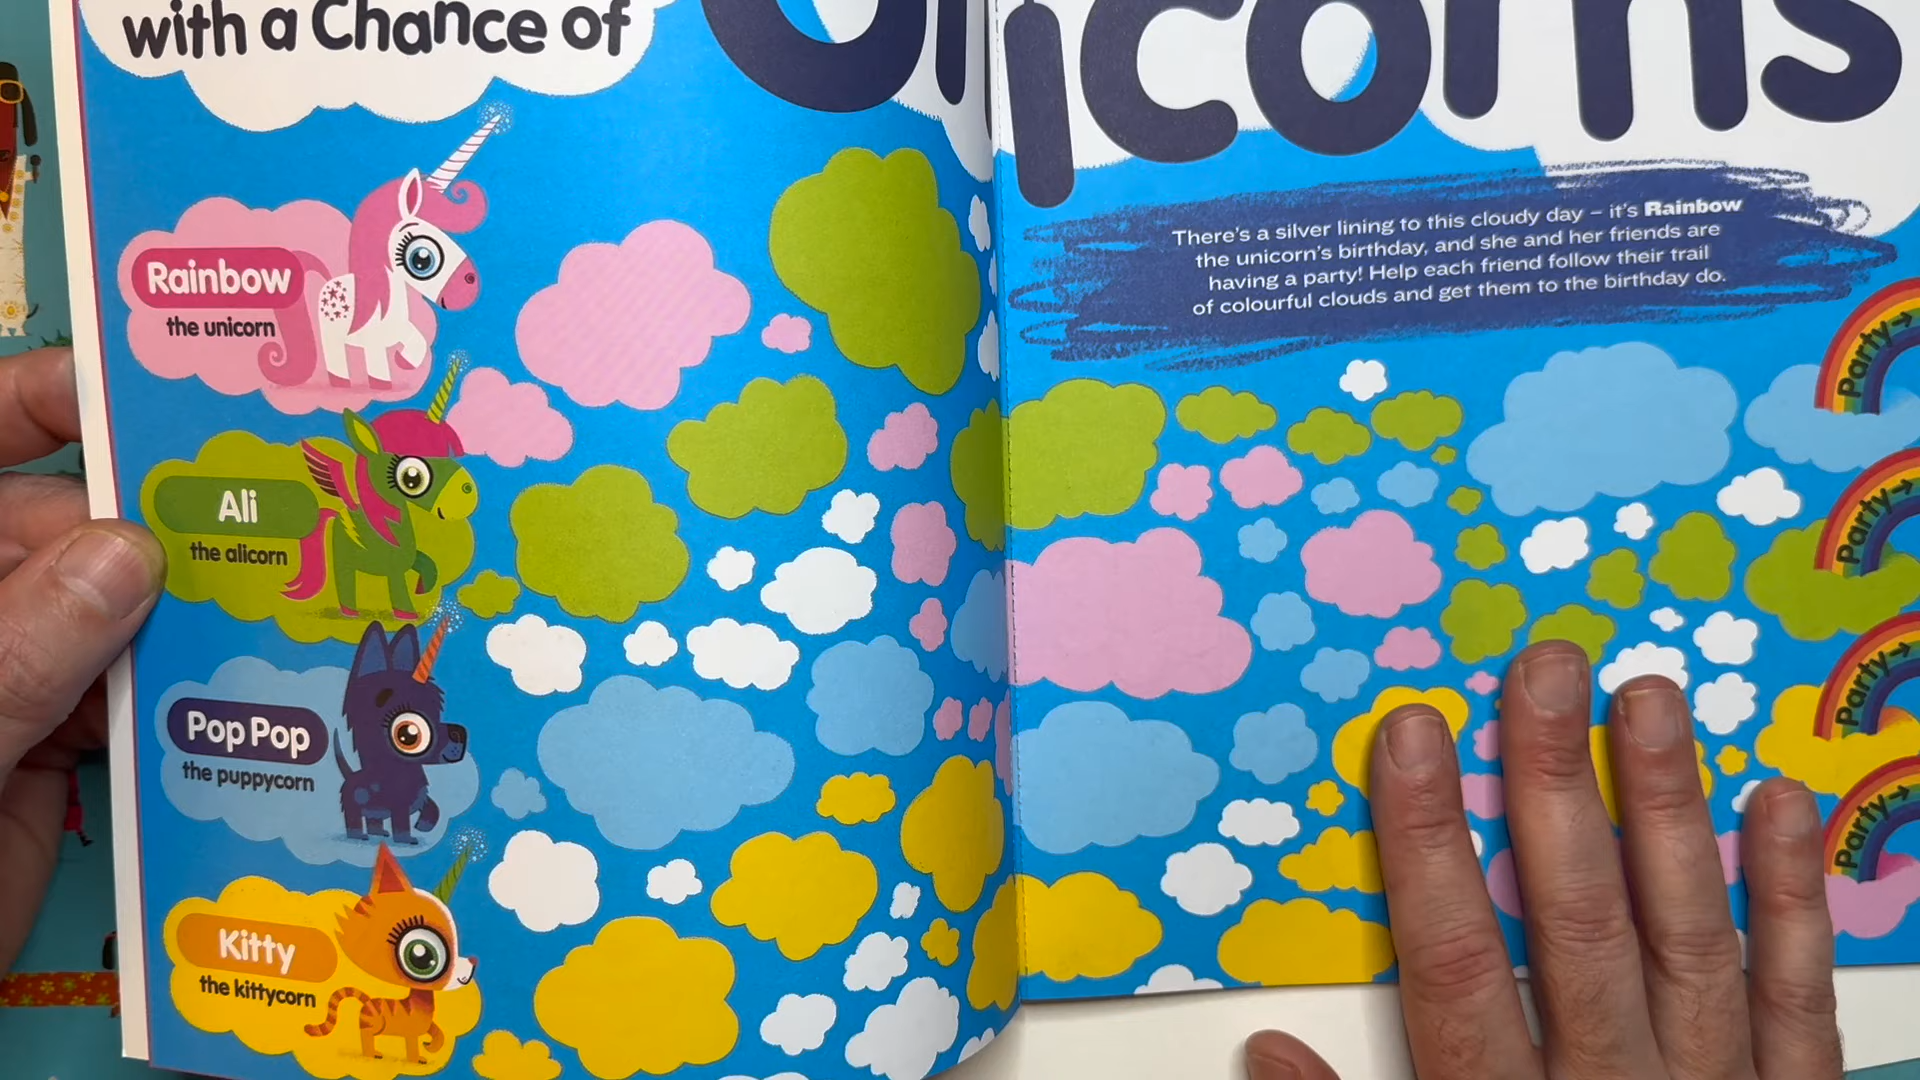 with a Chance of
Unicorns
There's a silver lining to this cloudy day – it's Rainbow
the unicorn's birthday, and she and her friends are
having a party! Help each friend follow their trail
of colourful clouds and get them to the birthday do.
Rainbow
the unicorn
Ali
the alicorn
Pop Pop
the puppycorn
Kitty
the kittycorn
Party→
Party→
Party→
Party→